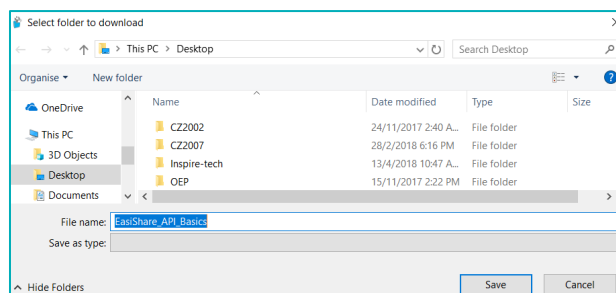 Select folder to download
This PC > Desktop
Search Desktop
Organise
New folder
Name Date modified Type Size
OneDrive
This PC
3D Objects
Desktop
Documents
CZ2002 24/11/2017 2:40 A... File folder
CZ2007 28/2/2018 6:16 PM File folder
Inspire-tech 13/4/2018 10:47 A... File folder
OEP 15/11/2017 2:22 PM File folder
File name: EasiShare_API_Basics
Save as type:
Hide Folders
Save
Cancel